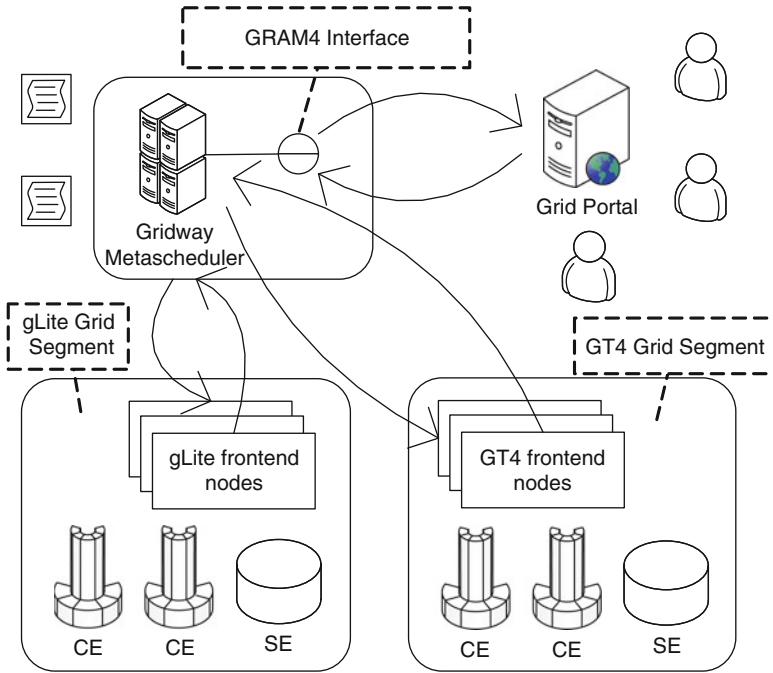 GRAM4 Interface
Grid Portal
Gridway
Metascheduler
gLite Grid
Segment
GT4 Grid Segment
gLite frontend
nodes
GT4 frontend
nodes
CE
CE
SE
CE
CE
SE